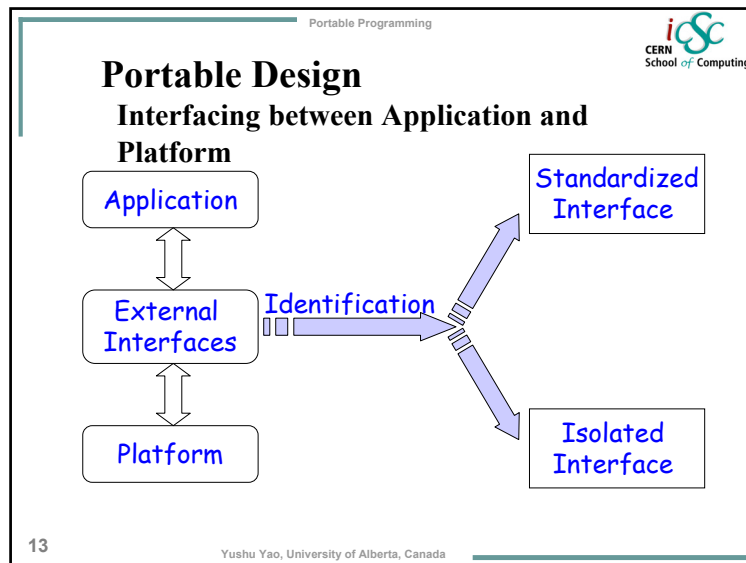 Portable Programming
iCSC
CERN
School of Computing
Portable Design
Interfacing between Application and
Platform
Application
External
Interfaces
Platform
Identification
Standardized
Interface
Isolated
Interface
13
Yushu Yao, University of Alberta, Canada